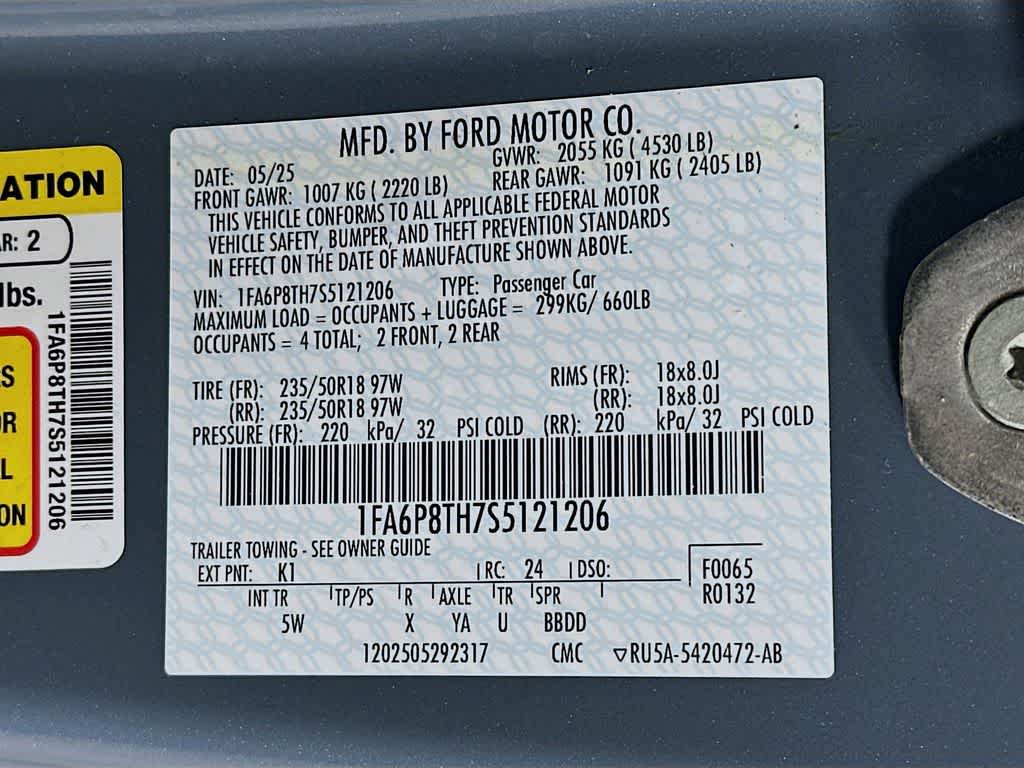 MFD. BY FORD MOTOR CO.
DATE: 05/25 GVWR: 2055 KG ( 4530 LB)
FRONT GAWR: 1007 KG ( 2220 LB) REAR GAWR: 1091 KG ( 2405 LB)
THIS VEHICLE CONFORMS TO ALL APPLICABLE FEDERAL MOTOR
VEHICLE SAFETY, BUMPER, AND THEFT PREVENTION STANDARDS
IN EFFECT ON THE DATE OF MANUFACTURE SHOWN ABOVE.
VIN: 1FA6P8TH7S5121206 TYPE: Passenger Car
MAXIMUM LOAD = OCCUPANTS + LUGGAGE = 299KG/ 660LB
OCCUPANTS = 4 TOTAL; 2 FRONT, 2 REAR
TIRE (FR): 235/50R18 97W RIMS (FR): 18x8.0J
(RR): 235/50R18 97W (RR): 18x8.0J
PRESSURE (FR): 220 kPa/ 32 PSI COLD (RR): 220 kPa/ 32 PSI COLD
1FA6P8TH7S5121206
TRAILER TOWING - SEE OWNER GUIDE
EXT PNT: K1 RC: 24 DSO: F0065
INT TR TP/PS R AXLE TR SPR R0132
5W X YA U BBDD
1202505292317 CMC ▽RU5A-5420472-AB
ATION
AR: 2
lbs.
1FA6P8TH7S5121206
S
OR
L
ON